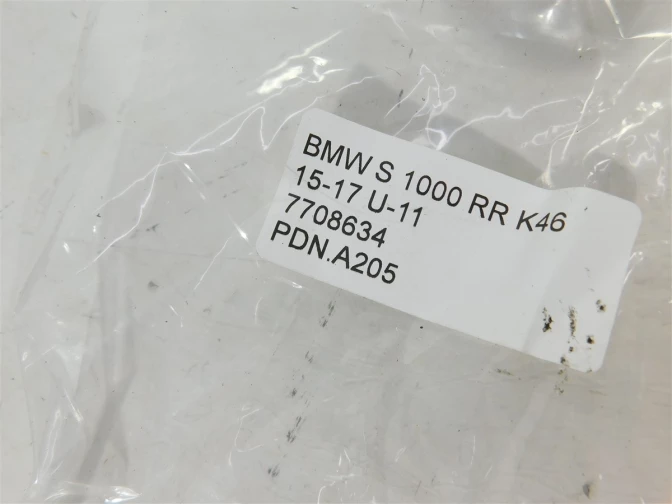 BMW S 1000 RR K46
15-17 U-11
7708634
PDN.A205